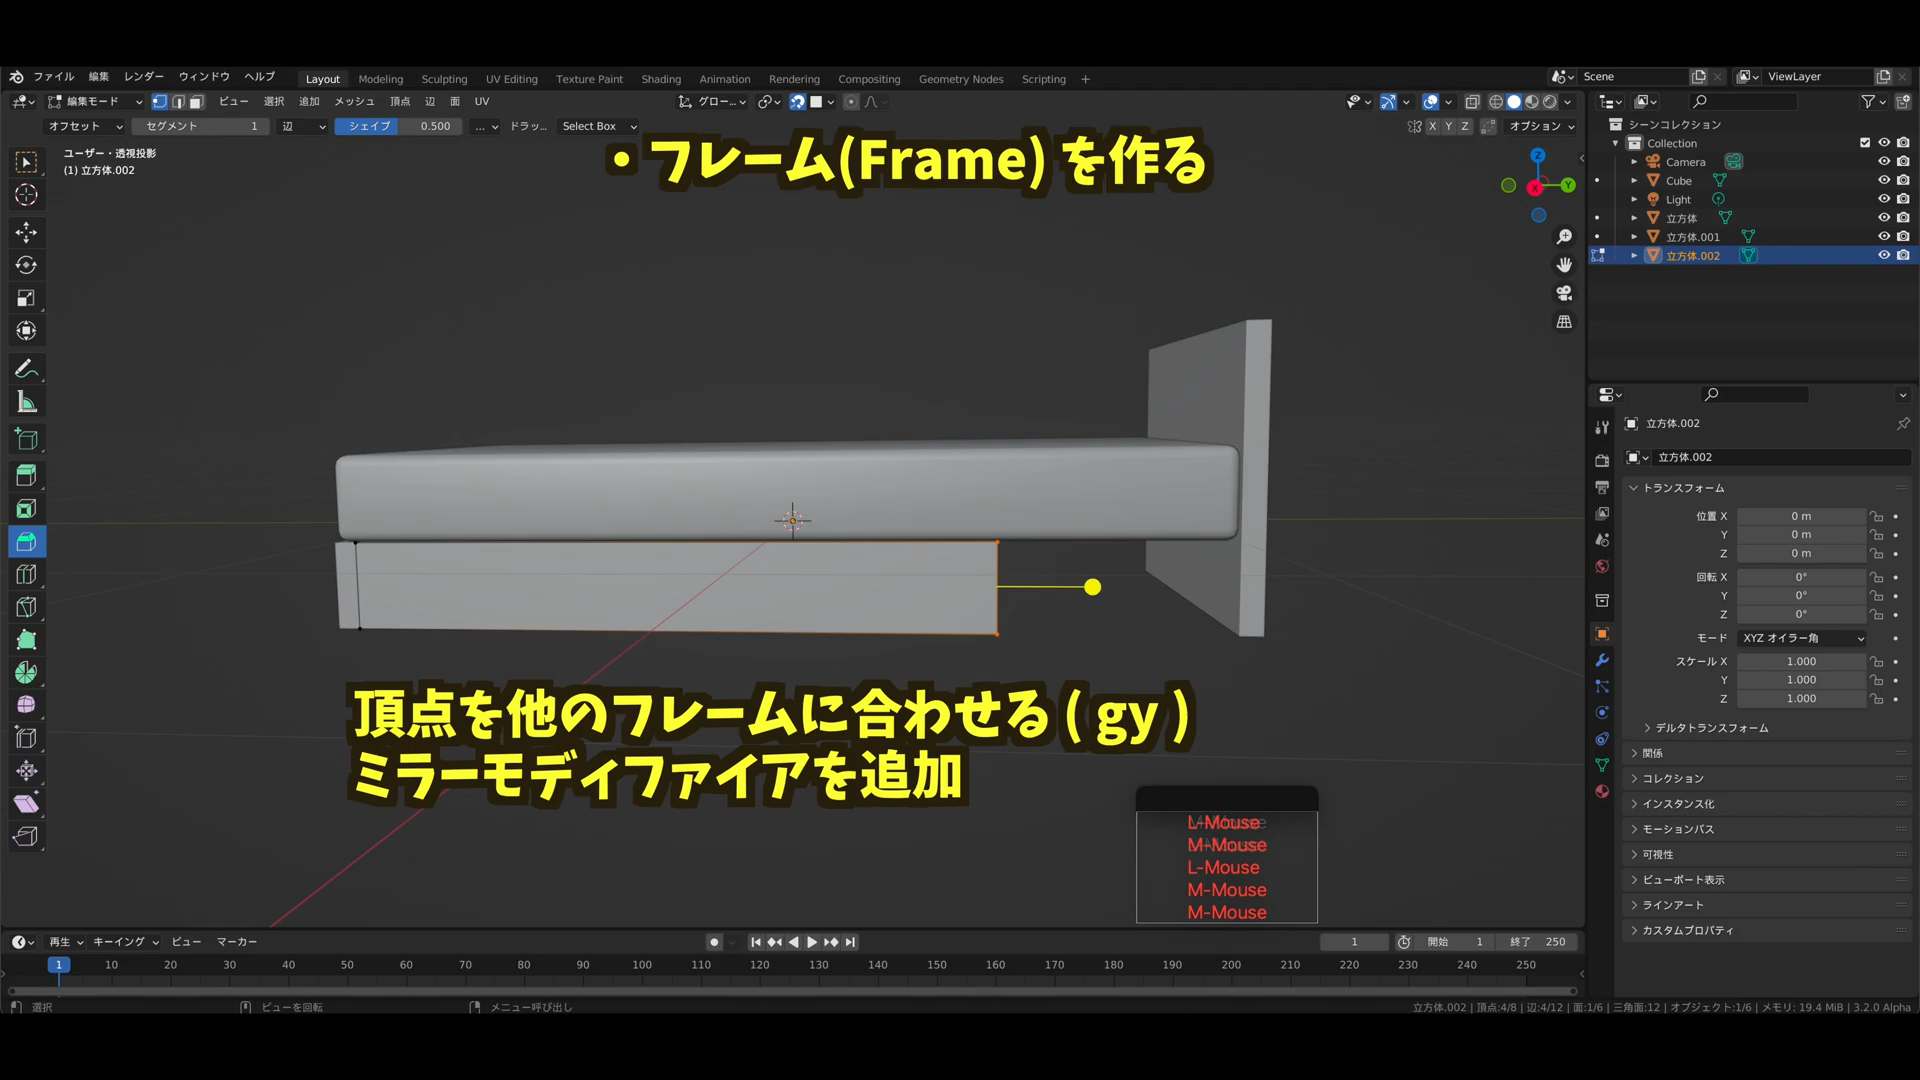 ファイル 編集 レンダー ウィンドウ ヘルプ Layout Modeling Sculpting UV Editing Texture Paint Shading Animation Rendering Compositing Geometry Nodes Scripting + Scene ViewLayer
編集モード ビュー 選択 追加 メッシュ 頂点 辺 面 UV グロー...
オフセット セグメント 1 辺 シェイプ 0.500 ... ドラッ... Select Box X Y Z オプション
ユーザー・透視投影
(1) 立方体.002
・フレーム(Frame) を作る
Z
X
Y
シーンコレクション
Collection
Camera
Cube
Light
立方体
立方体.001
立方体.002
立方体.002
立方体.002
トランスフォーム
位置 X 0 m
Y 0 m
Z 0 m
回転 X 0°
Y 0°
Z 0°
モード XYZ オイラー角
スケール X 1.000
Y 1.000
Z 1.000
デルタトランスフォーム
関係
コレクション
インスタンス化
モーションパス
可視性
ビューポート表示
ラインアート
カスタムプロパティ
頂点を他のフレームに合わせる ( gy )
ミラーモディファイアを追加
L-Mouse
M-Mouse
L-Mouse
M-Mouse
M-Mouse
再生 キーイング ビュー マーカー 1 開始 1 終了 250
1 10 20 30 40 50 60 70 80 90 100 110 120 130 140 150 160 170 180 190 200 210 220 230 240 250
選択 ビューを回転 メニュー呼び出し 立方体.002 | 頂点:4/8 | 辺:4/12 | 面:1/6 | 三角面:12 | オブジェクト:1/6 | メモリ: 19.4 MiB | 3.2.0 Alpha